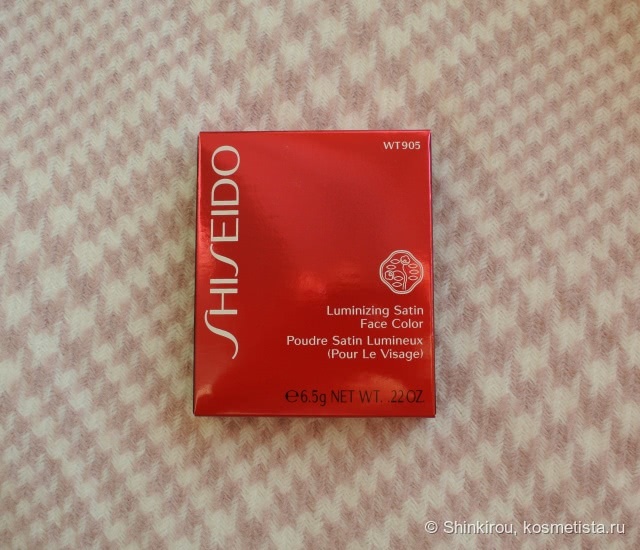 WT905
SHISEIDO
Luminizing Satin
Face Color
Poudre Satin Lumineux
(Pour Le Visage)
℮6.5g NET WT. .22 OZ.
© Shinkirou, kosmetista.ru